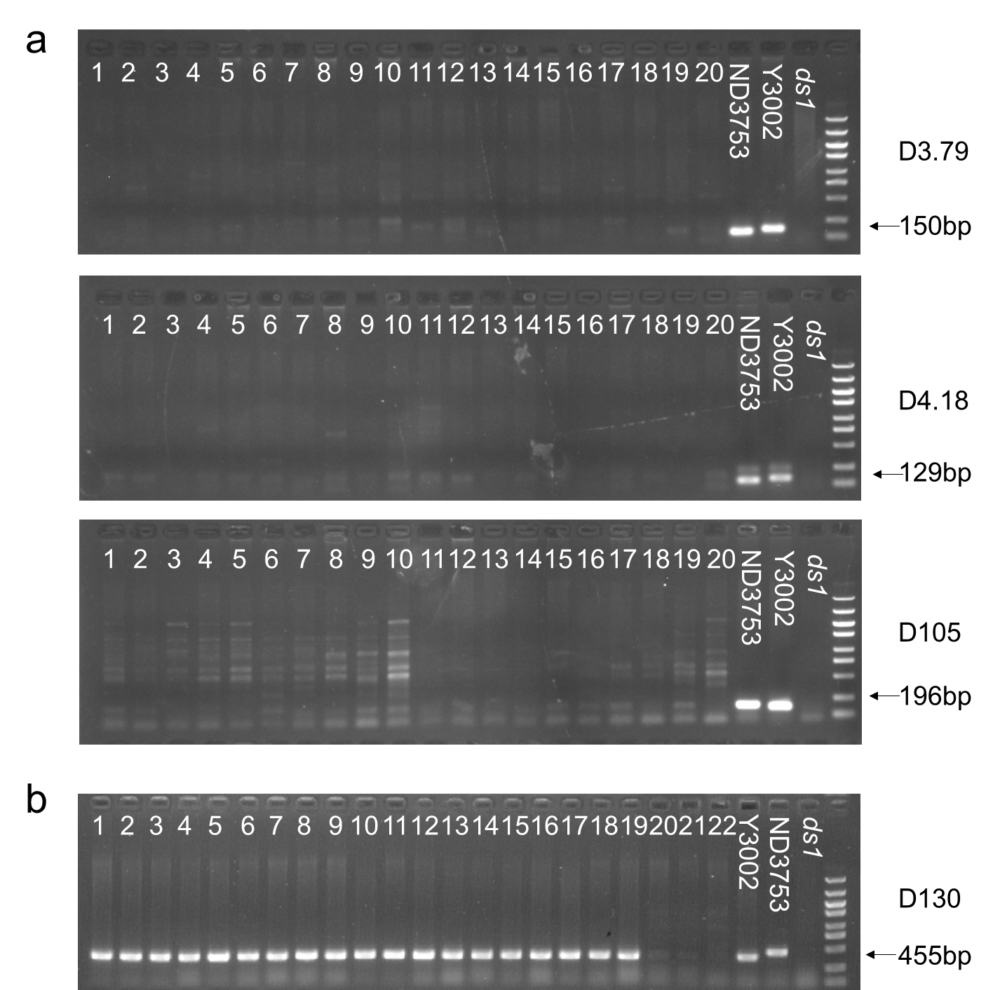 a
1 2 3 4 5 6 7 8 9 10 11 12 13 14 15 16 17 18 19 20 ND3753 Y3002 ds1
D3.79
150bp
1 2 3 4 5 6 7 8 9 10 11 12 13 14 15 16 17 18 19 20 ND3753 Y3002 ds1
D4.18
129bp
1 2 3 4 5 6 7 8 9 10 11 12 13 14 15 16 17 18 19 20 ND3753 Y3002 ds1
D105
196bp
b
1 2 3 4 5 6 7 8 9 10 11 12 13 14 15 16 17 18 19 20 21 22 Y3002 ND3753 ds1
D130
455bp